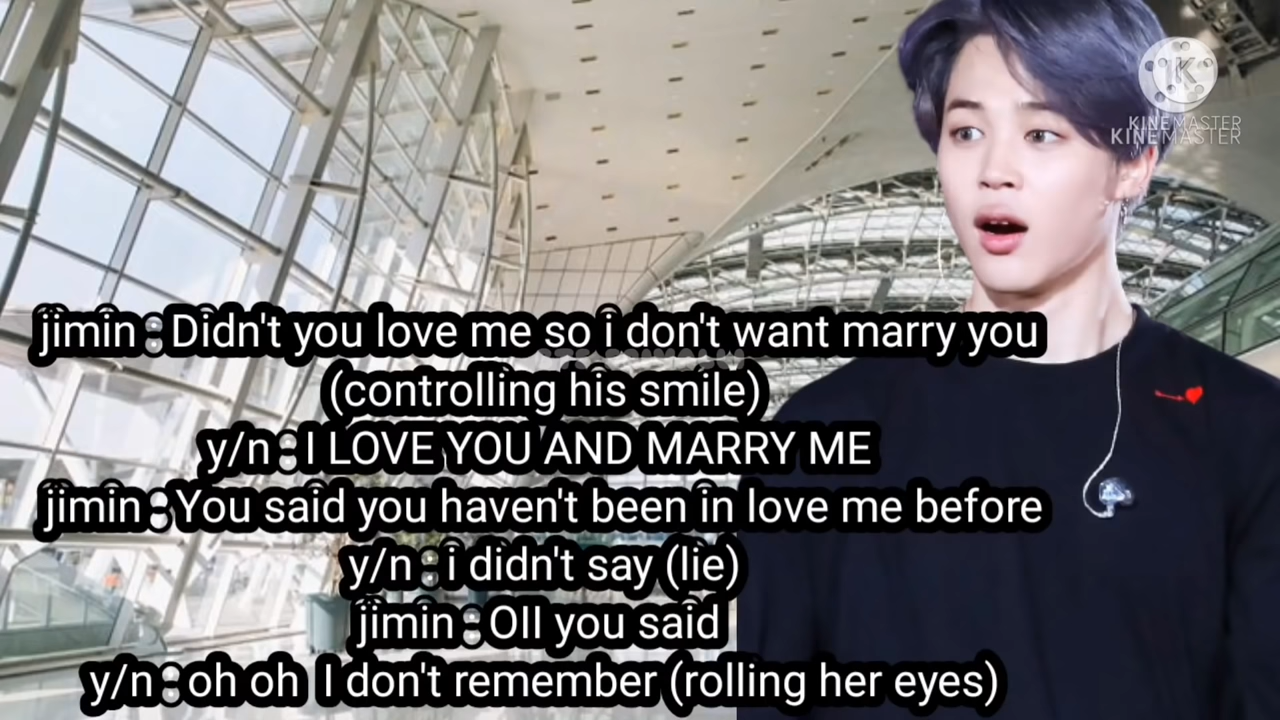 jimin : Didn't you love me so i don't want marry you
(controlling his smile)
y/n : I LOVE YOU AND MARRY ME
jimin : You said you haven't been in love me before
y/n : i didn't say (lie)
jimin : OII you said
y/n : oh oh I don't remember (rolling her eyes)
K
KINEMASTER
KINEMASTER